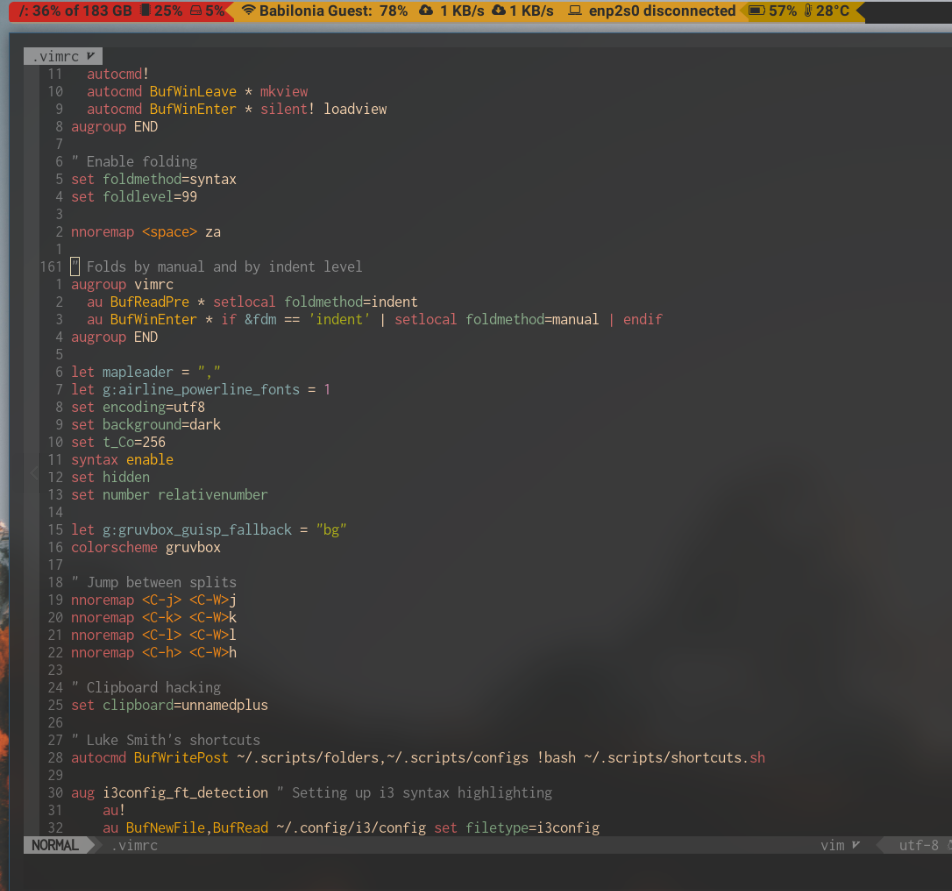 /: 36% of 183 GB 25% 5% Babilonia Guest: 78% 1 KB/s 1 KB/s enp2s0 disconnected 57% 28°C
.vimrc
11 autocmd!
10 autocmd BufWinLeave * mkview
9 autocmd BufWinEnter * silent! loadview
8 augroup END
7
6 " Enable folding
5 set foldmethod=syntax
4 set foldlevel=99
3
2 nnoremap <space> za
1
161 " Folds by manual and by indent level
1 augroup vimrc
2 au BufReadPre * setlocal foldmethod=indent
3 au BufWinEnter * if &fdm == 'indent' | setlocal foldmethod=manual | endif
4 augroup END
5
6 let mapleader = ","
7 let g:airline_powerline_fonts = 1
8 set encoding=utf8
9 set background=dark
10 set t_Co=256
11 syntax enable
12 set hidden
13 set number relativenumber
14
15 let g:gruvbox_guisp_fallback = "bg"
16 colorscheme gruvbox
17
18 " Jump between splits
19 nnoremap <C-j> <C-W>j
20 nnoremap <C-k> <C-W>k
21 nnoremap <C-l> <C-W>l
22 nnoremap <C-h> <C-W>h
23
24 " Clipboard hacking
25 set clipboard=unnamedplus
26
27 " Luke Smith's shortcuts
28 autocmd BufWritePost ~/.scripts/folders,~/.scripts/configs !bash ~/.scripts/shortcuts.sh
29
30 aug i3config_ft_detection " Setting up i3 syntax highlighting
31 au!
32 au BufNewFile,BufRead ~/.config/i3/config set filetype=i3config
NORMAL .vimrc vim utf-8